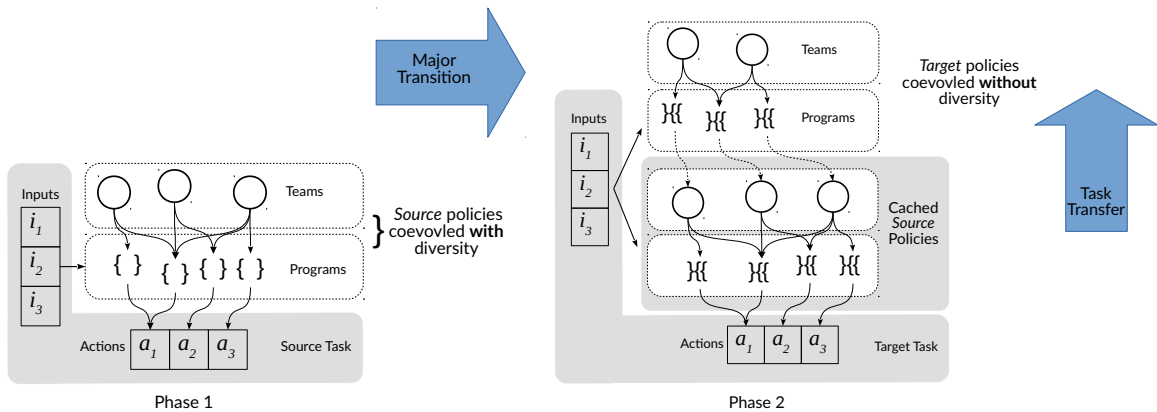 Inputs
i1
i2
i3
Teams
{ }
{ }
{ }
{ }
Programs
Source policies
coevovled with
diversity
}
Actions
a1
a2
a3
Source Task
Phase 1
Major
Transition
Teams
Target policies
coevovled without
diversity
Inputs
i1
i2
i3
}{{
}{{
}{{
Programs
Cached
Source
Policies
}{{
}{{
}{{
}{{
Actions
a1
a2
a3
Target Task
Phase 2
Task
Transfer